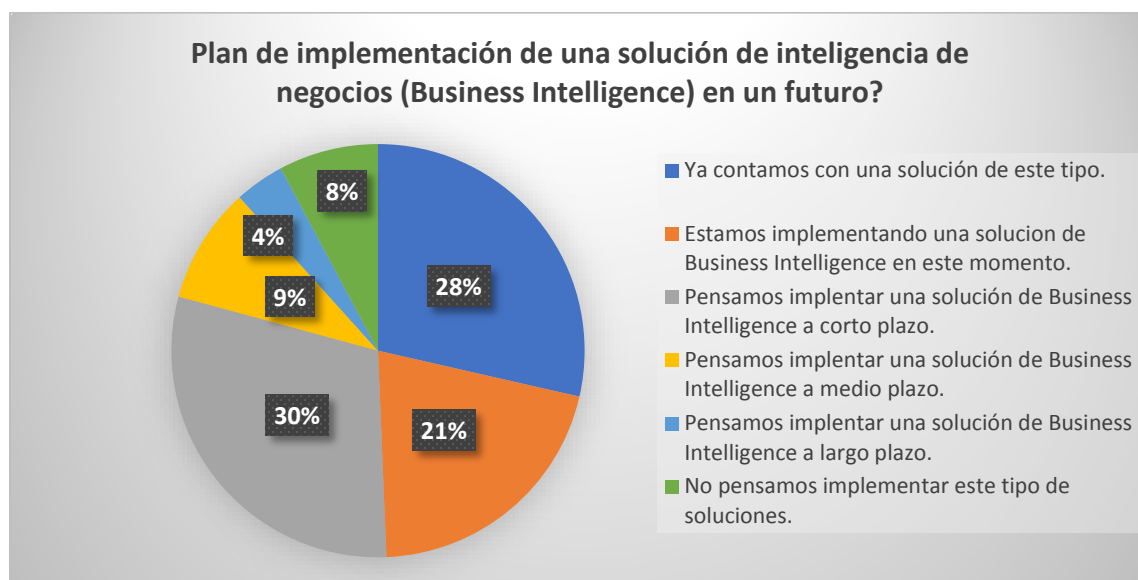 Plan de implementación de una solución de inteligencia de
negocios (Business Intelligence) en un futuro?
8%
4%
9%
28%
30%
21%
Ya contamos con una solución de este tipo.
Estamos implementando una solucion de
Business Intelligence en este momento.
Pensamos implentar una solución de Business
Intelligence a corto plazo.
Pensamos implentar una solución de Business
Intelligence a medio plazo.
Pensamos implentar una solución de Business
Intelligence a largo plazo.
No pensamos implementar este tipo de
soluciones.